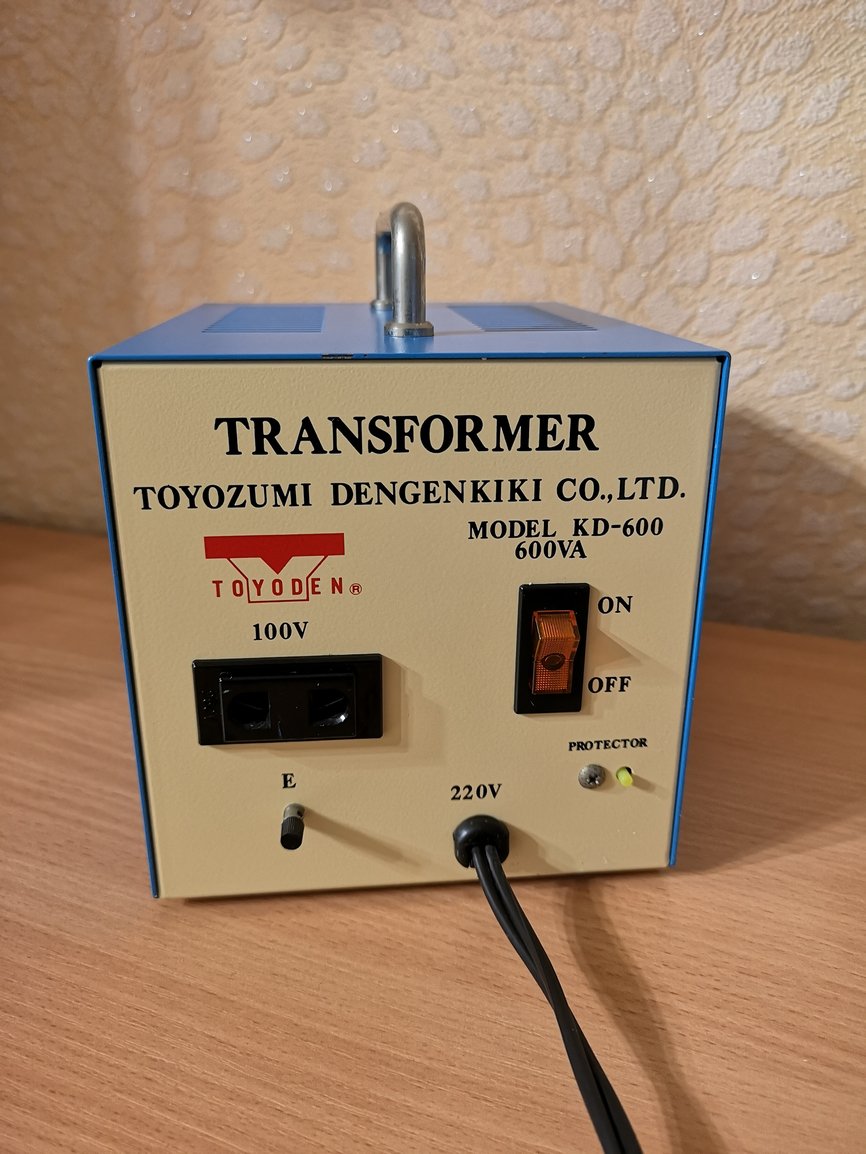 TRANSFORMER
TOYOZUMI DENGENKIKI CO.,LTD.
MODEL KD-600
600VA
TOYODEN®
100V
ON
OFF
PROTECTOR
E
220V